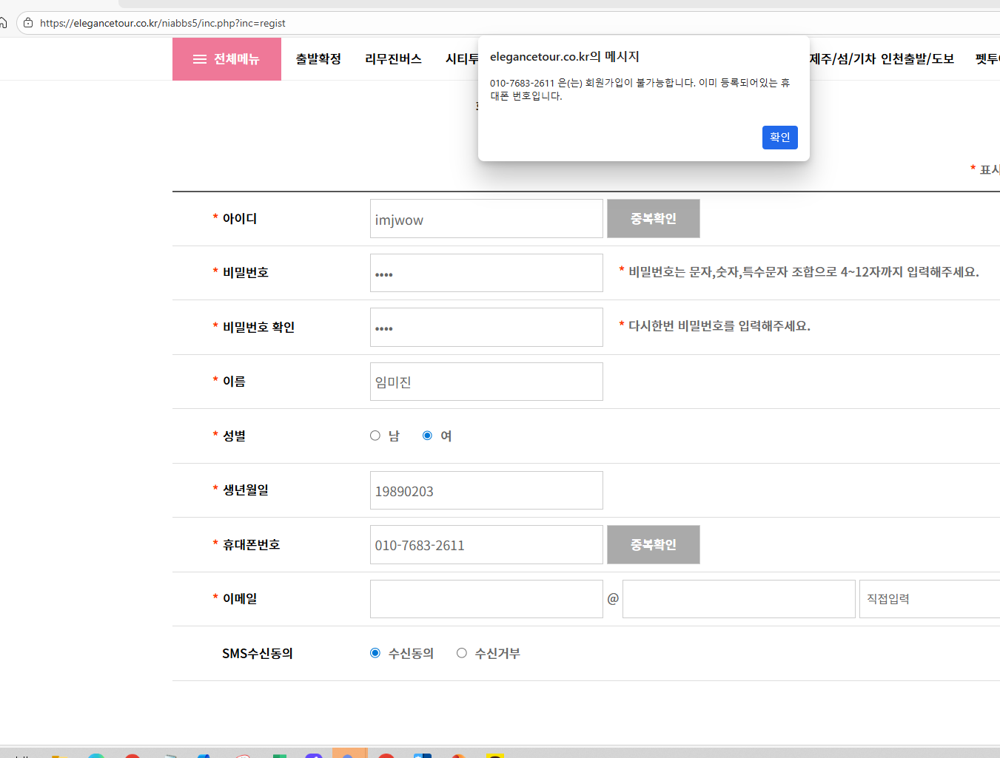 https://elegancetour.co.kr/niabbs5/inc.php?inc=regist
전체메뉴 출발확정 리무진버스 시티투 제주/섬/기차 인천출발/도보 펫투
elegancetour.co.kr의 메시지
010-7683-2611 은(는) 회원가입이 불가능합니다. 이미 등록되어있는 휴
대폰 번호입니다.
확인
* 표시
* 아이디 imjwow 중복확인
* 비밀번호 •••• * 비밀번호는 문자,숫자,특수문자 조합으로 4~12자까지 입력해주세요.
* 비밀번호 확인 •••• * 다시한번 비밀번호를 입력해주세요.
* 이름 임미진
* 성별 남 여
* 생년월일 19890203
* 휴대폰번호 010-7683-2611 중복확인
* 이메일 @ 직접입력
SMS수신동의 수신동의 수신거부